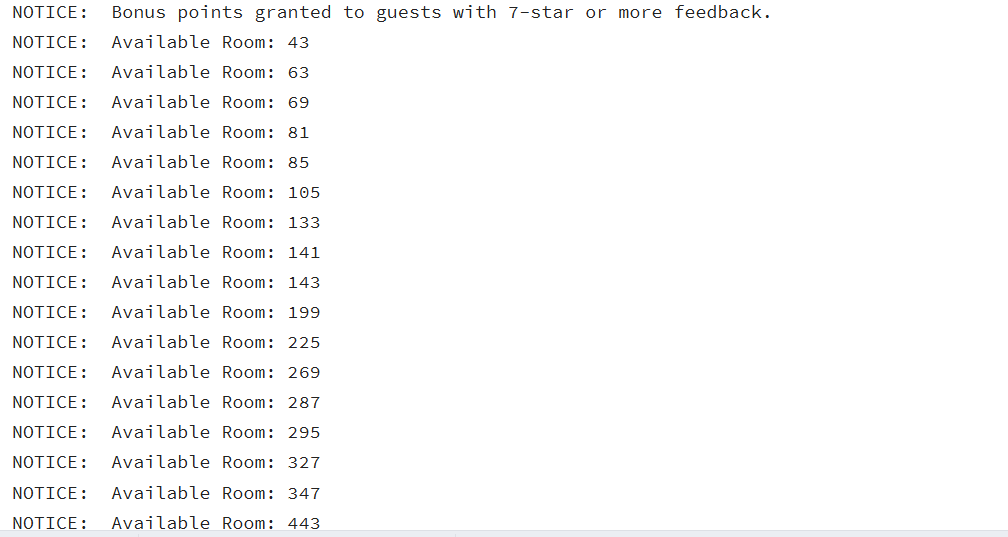 NOTICE:  Bonus points granted to guests with 7-star or more feedback.
NOTICE:  Available Room: 43
NOTICE:  Available Room: 63
NOTICE:  Available Room: 69
NOTICE:  Available Room: 81
NOTICE:  Available Room: 85
NOTICE:  Available Room: 105
NOTICE:  Available Room: 133
NOTICE:  Available Room: 141
NOTICE:  Available Room: 143
NOTICE:  Available Room: 199
NOTICE:  Available Room: 225
NOTICE:  Available Room: 269
NOTICE:  Available Room: 287
NOTICE:  Available Room: 295
NOTICE:  Available Room: 327
NOTICE:  Available Room: 347
NOTICE:  Available Room: 443